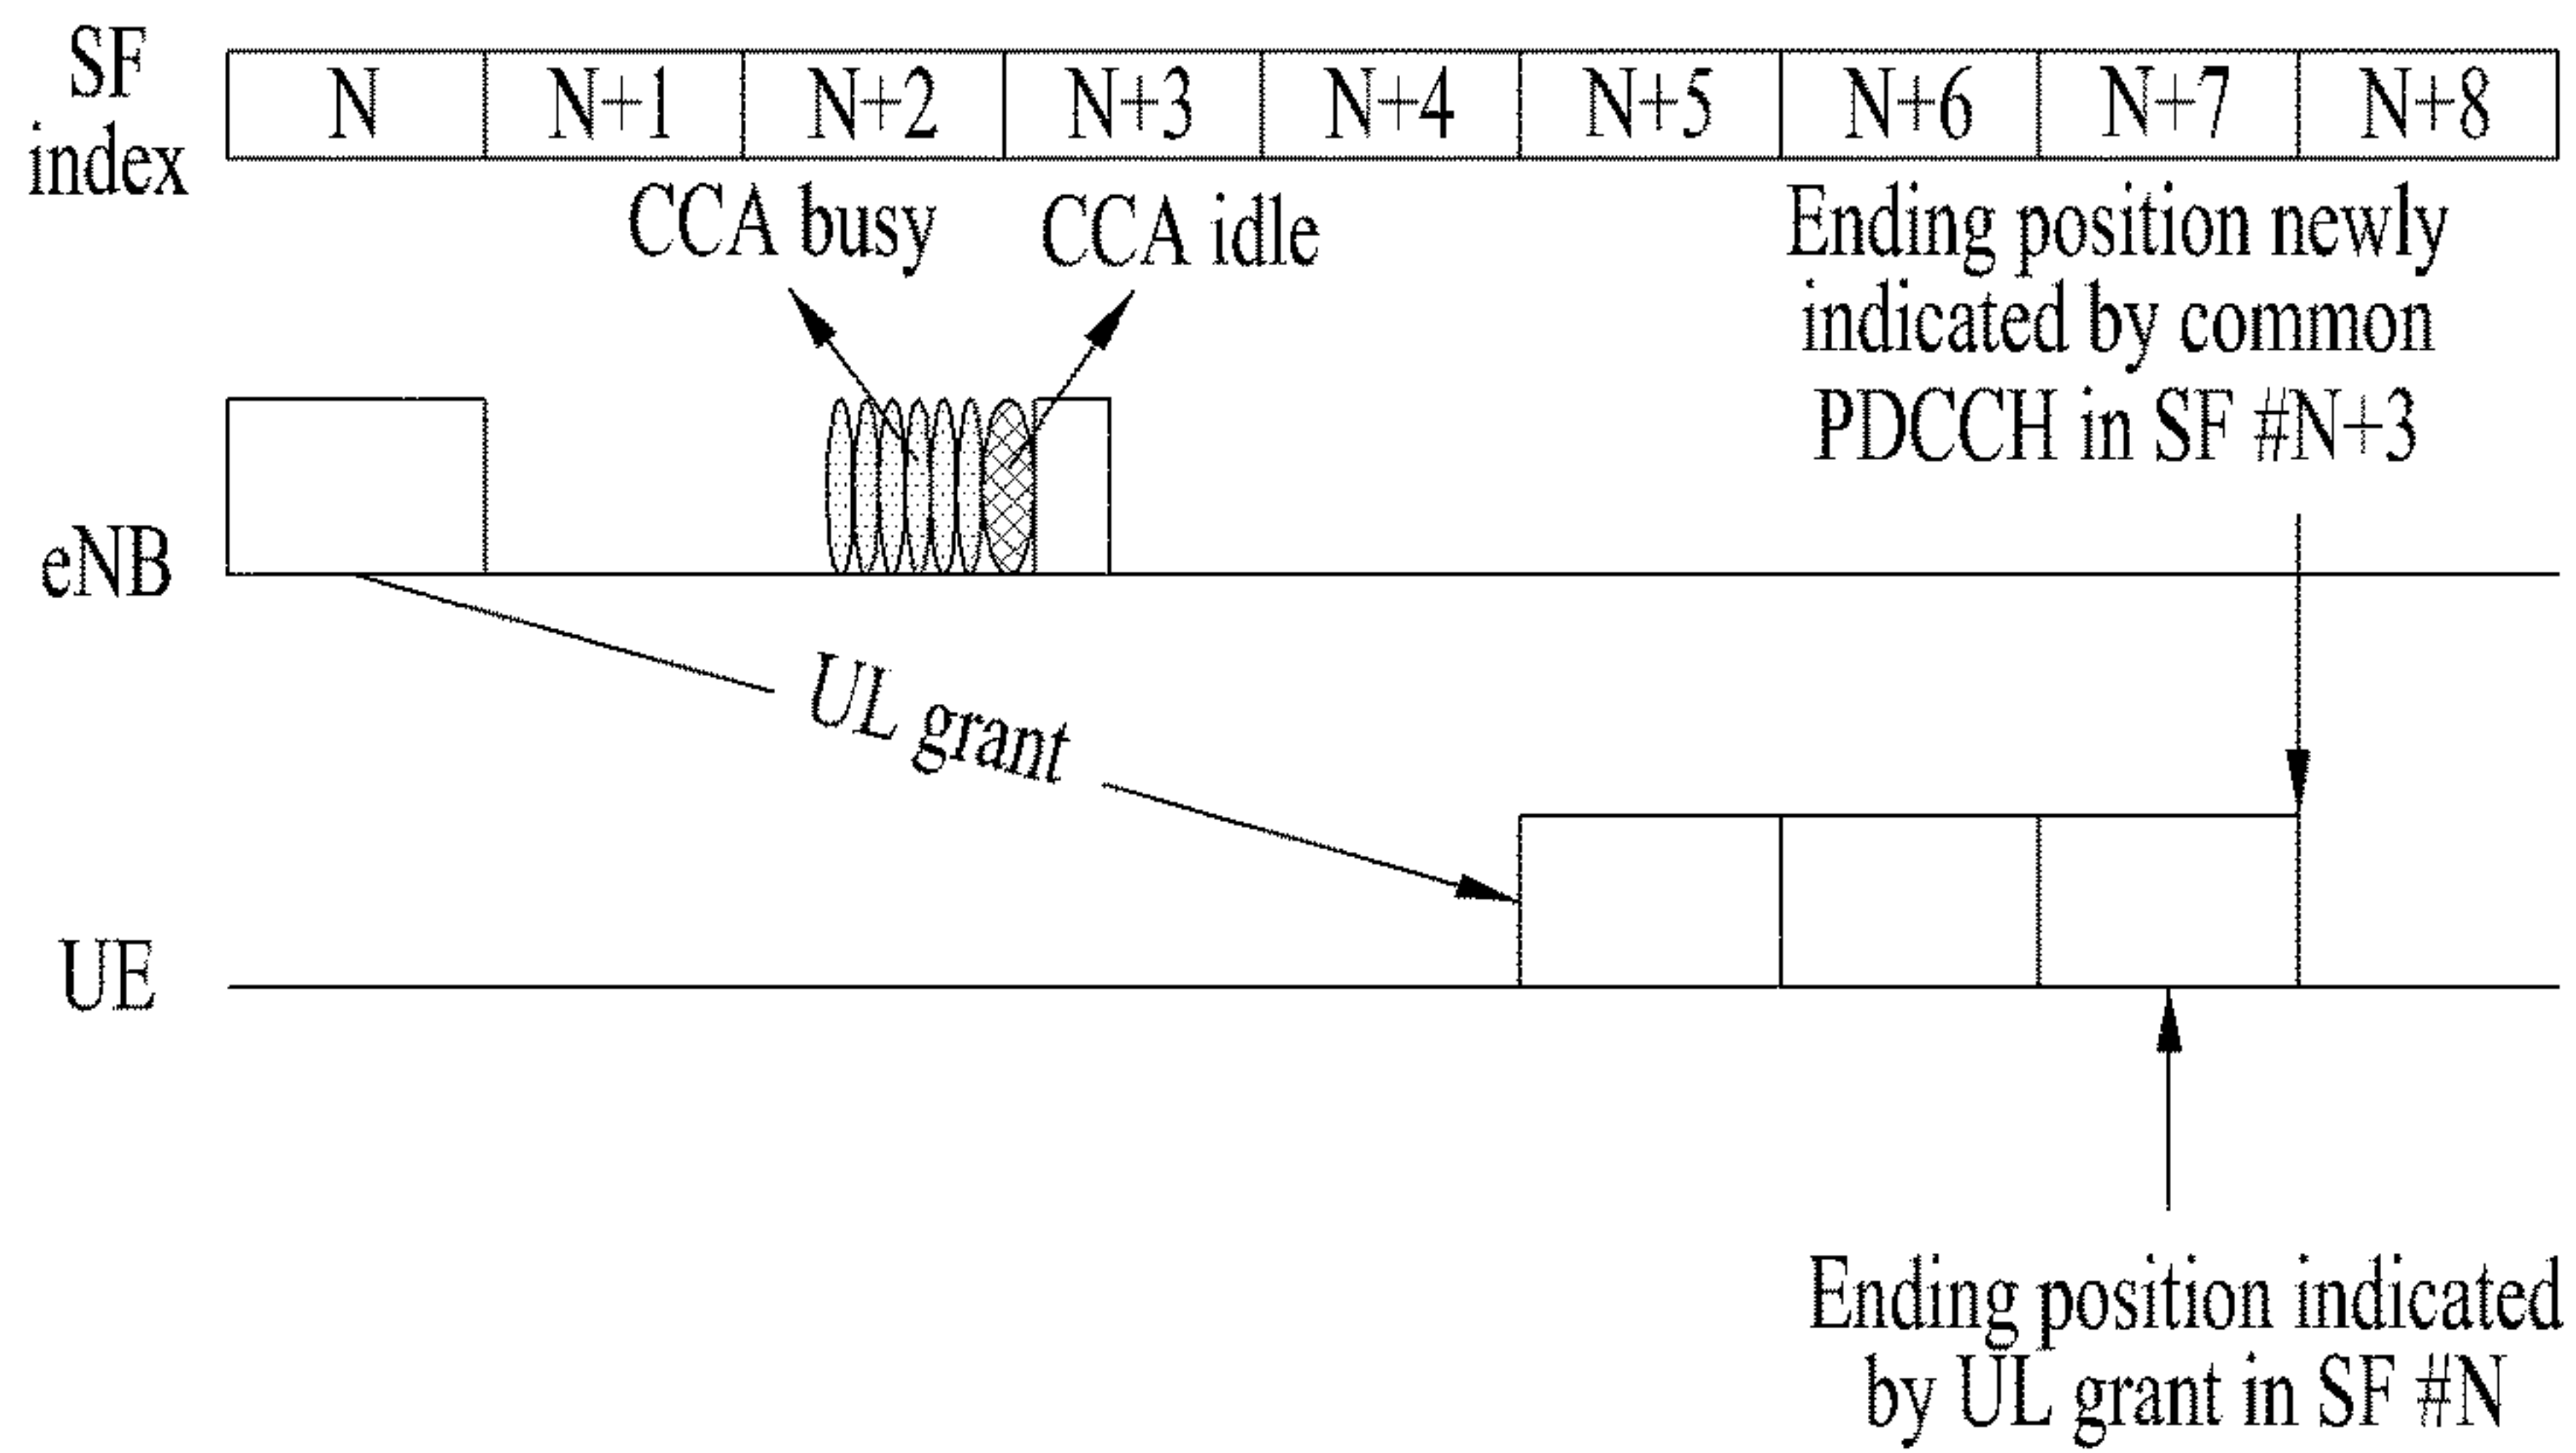 SF
index
N N+1 N+2 N+3 N+4 N+5 N+6 N+7 N+8
CCA busy
CCA idle
Ending position newly
indicated by common
PDCCH in SF #N+3
eNB
UL grant
UE
Ending position indicated
by UL grant in SF #N